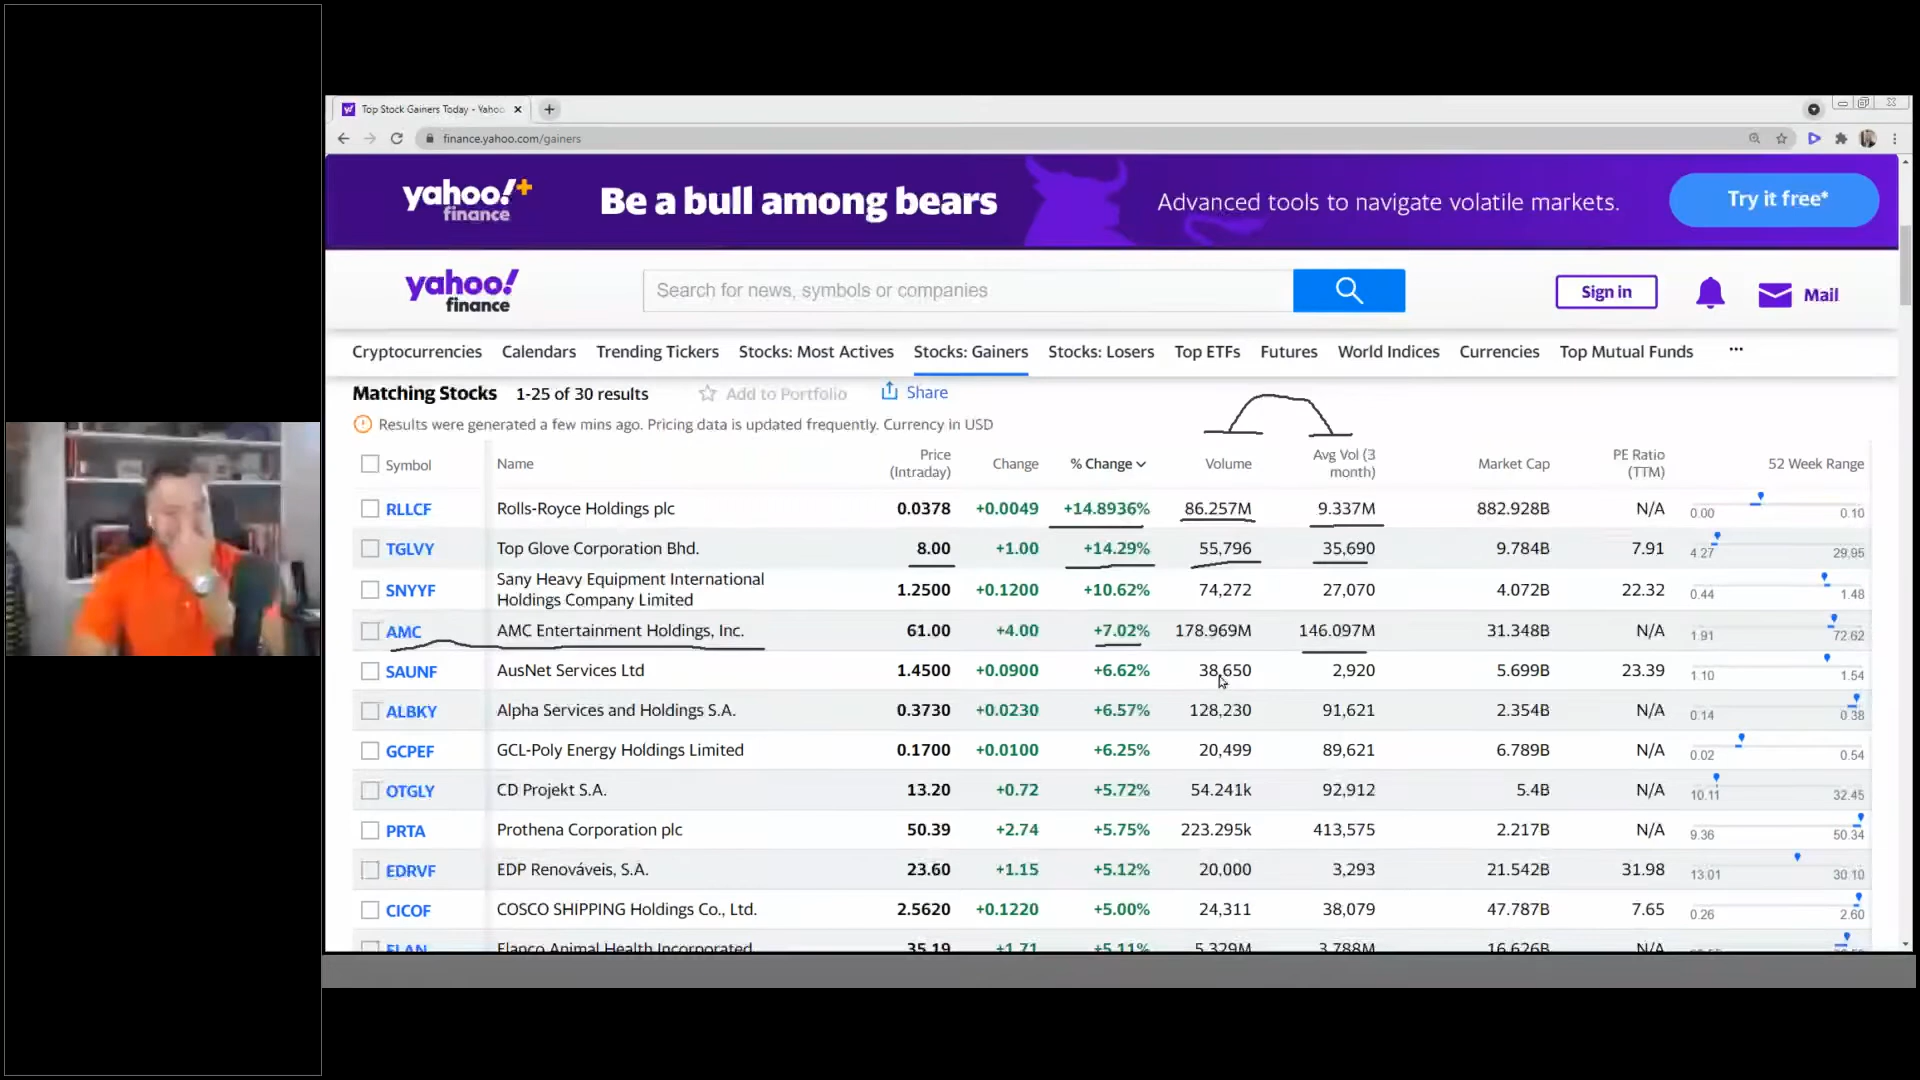 Top Stock Gainers Today - Yahoo
finance.yahoo.com/gainers
yahoo!+ finance
Be a bull among bears
Advanced tools to navigate volatile markets.
Try it free*
yahoo! finance
Search for news, symbols or companies
Sign in
Mail
Cryptocurrencies Calendars Trending Tickers Stocks: Most Actives Stocks: Gainers Stocks: Losers Top ETFs Futures World Indices Currencies Top Mutual Funds ...
Matching Stocks 1-25 of 30 results Add to Portfolio Share
Results were generated a few mins ago. Pricing data is updated frequently. Currency in USD
Symbol Name Price (Intraday) Change % Change Volume Avg Vol (3 month) Market Cap PE Ratio (TTM) 52 Week Range
RLLCF Rolls-Royce Holdings plc 0.0378 +0.0049 +14.8936% 86.257M 9.337M 882.928B N/A 0.00 0.10
TGLVY Top Glove Corporation Bhd. 8.00 +1.00 +14.29% 55,796 35,690 9.784B 7.91 4.27 29.95
SNYYF Sany Heavy Equipment International Holdings Company Limited 1.2500 +0.1200 +10.62% 74,272 27,070 4.072B 22.32 0.44 1.48
AMC AMC Entertainment Holdings, Inc. 61.00 +4.00 +7.02% 178.969M 146.097M 31.348B N/A 1.91 72.62
SAUNF AusNet Services Ltd 1.4500 +0.0900 +6.62% 38,650 2,920 5.699B 23.39 1.10 1.54
ALBKY Alpha Services and Holdings S.A. 0.3730 +0.0230 +6.57% 128,230 91,621 2.354B N/A 0.14 0.38
GCPEF GCL-Poly Energy Holdings Limited 0.1700 +0.0100 +6.25% 20,499 89,621 6.789B N/A 0.02 0.54
OTGLY CD Projekt S.A. 13.20 +0.72 +5.72% 54.241k 92,912 5.4B N/A 10.11 32.45
PRTA Prothena Corporation plc 50.39 +2.74 +5.75% 223.295k 413,575 2.217B N/A 9.36 50.34
EDRVF EDP Renováveis, S.A. 23.60 +1.15 +5.12% 20,000 3,293 21.542B 31.98 13.01 30.10
CICOF COSCO SHIPPING Holdings Co., Ltd. 2.5620 +0.1220 +5.00% 24,311 38,079 47.787B 7.65 0.26 2.60
ELAN Elanco Animal Health Incorporated 35.19 +1.71 +5.11% 5.329M 3.788M 16.626B N/A